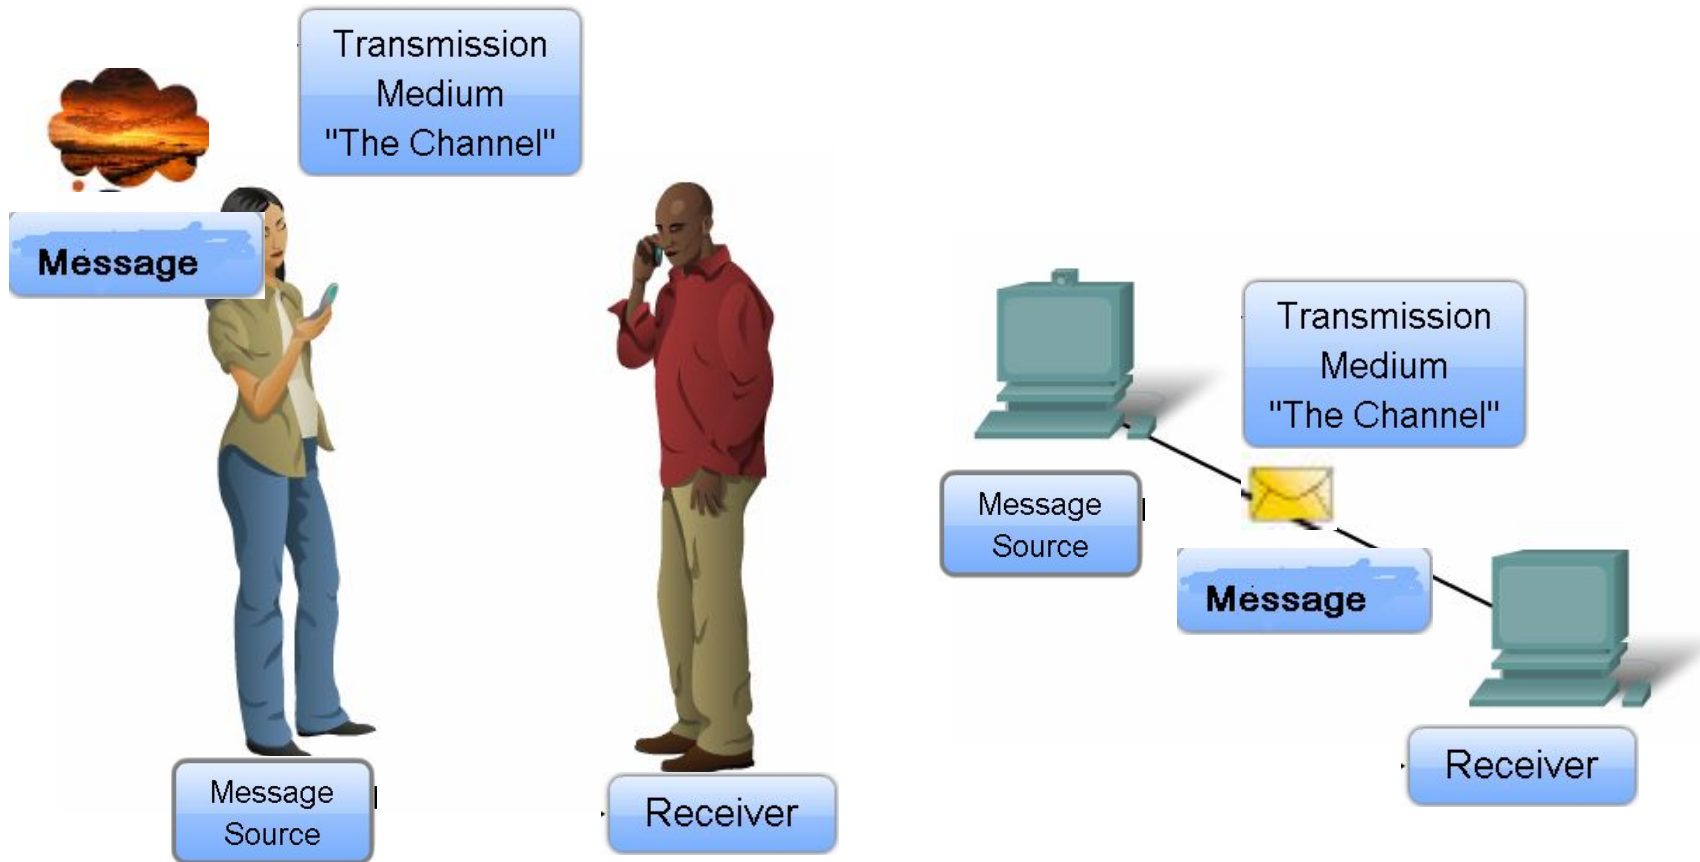 Transmission
Medium
"The Channel"
Message
Message
Source
Receiver
Transmission
Medium
"The Channel"
Message
Source
Message
Receiver